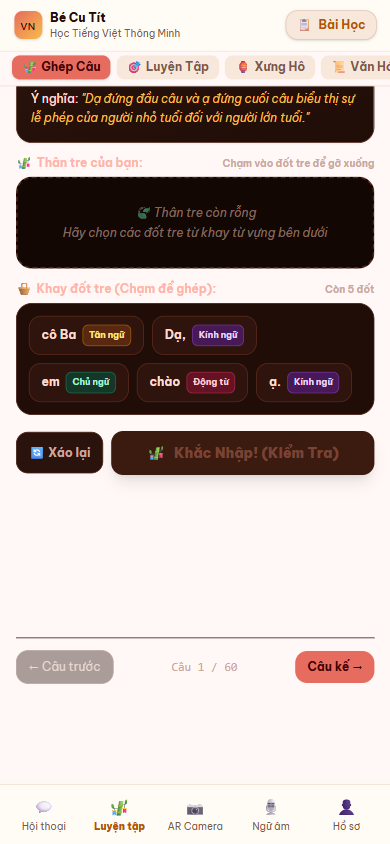 VN
Bé Cu Tít
Học Tiếng Việt Thông Minh
Bài Học
Ghép Câu
Luyện Tập
Xưng Hô
Văn Hó
Ý nghĩa: "Dạ đứng đầu câu và ạ đứng cuối câu biểu thị sự
lễ phép của người nhỏ tuổi đối với người lớn tuổi."
Thân tre của bạn:
Chạm vào đốt tre để gỡ xuống
Thân tre còn rỗng
Hãy chọn các đốt tre từ khay từ vựng bên dưới
Khay đốt tre (Chạm để ghép):
Còn 5 đốt
cô Ba Tân ngữ
Dạ, Kính ngữ
em Chủ ngữ
chào Động từ
ạ. Kính ngữ
Xáo lại
Khắc Nhập! (Kiểm Tra)
← Câu trước
Câu 1 / 60
Câu kế →
Hội thoại
Luyện tập
AR Camera
Ngữ âm
Hồ sơ